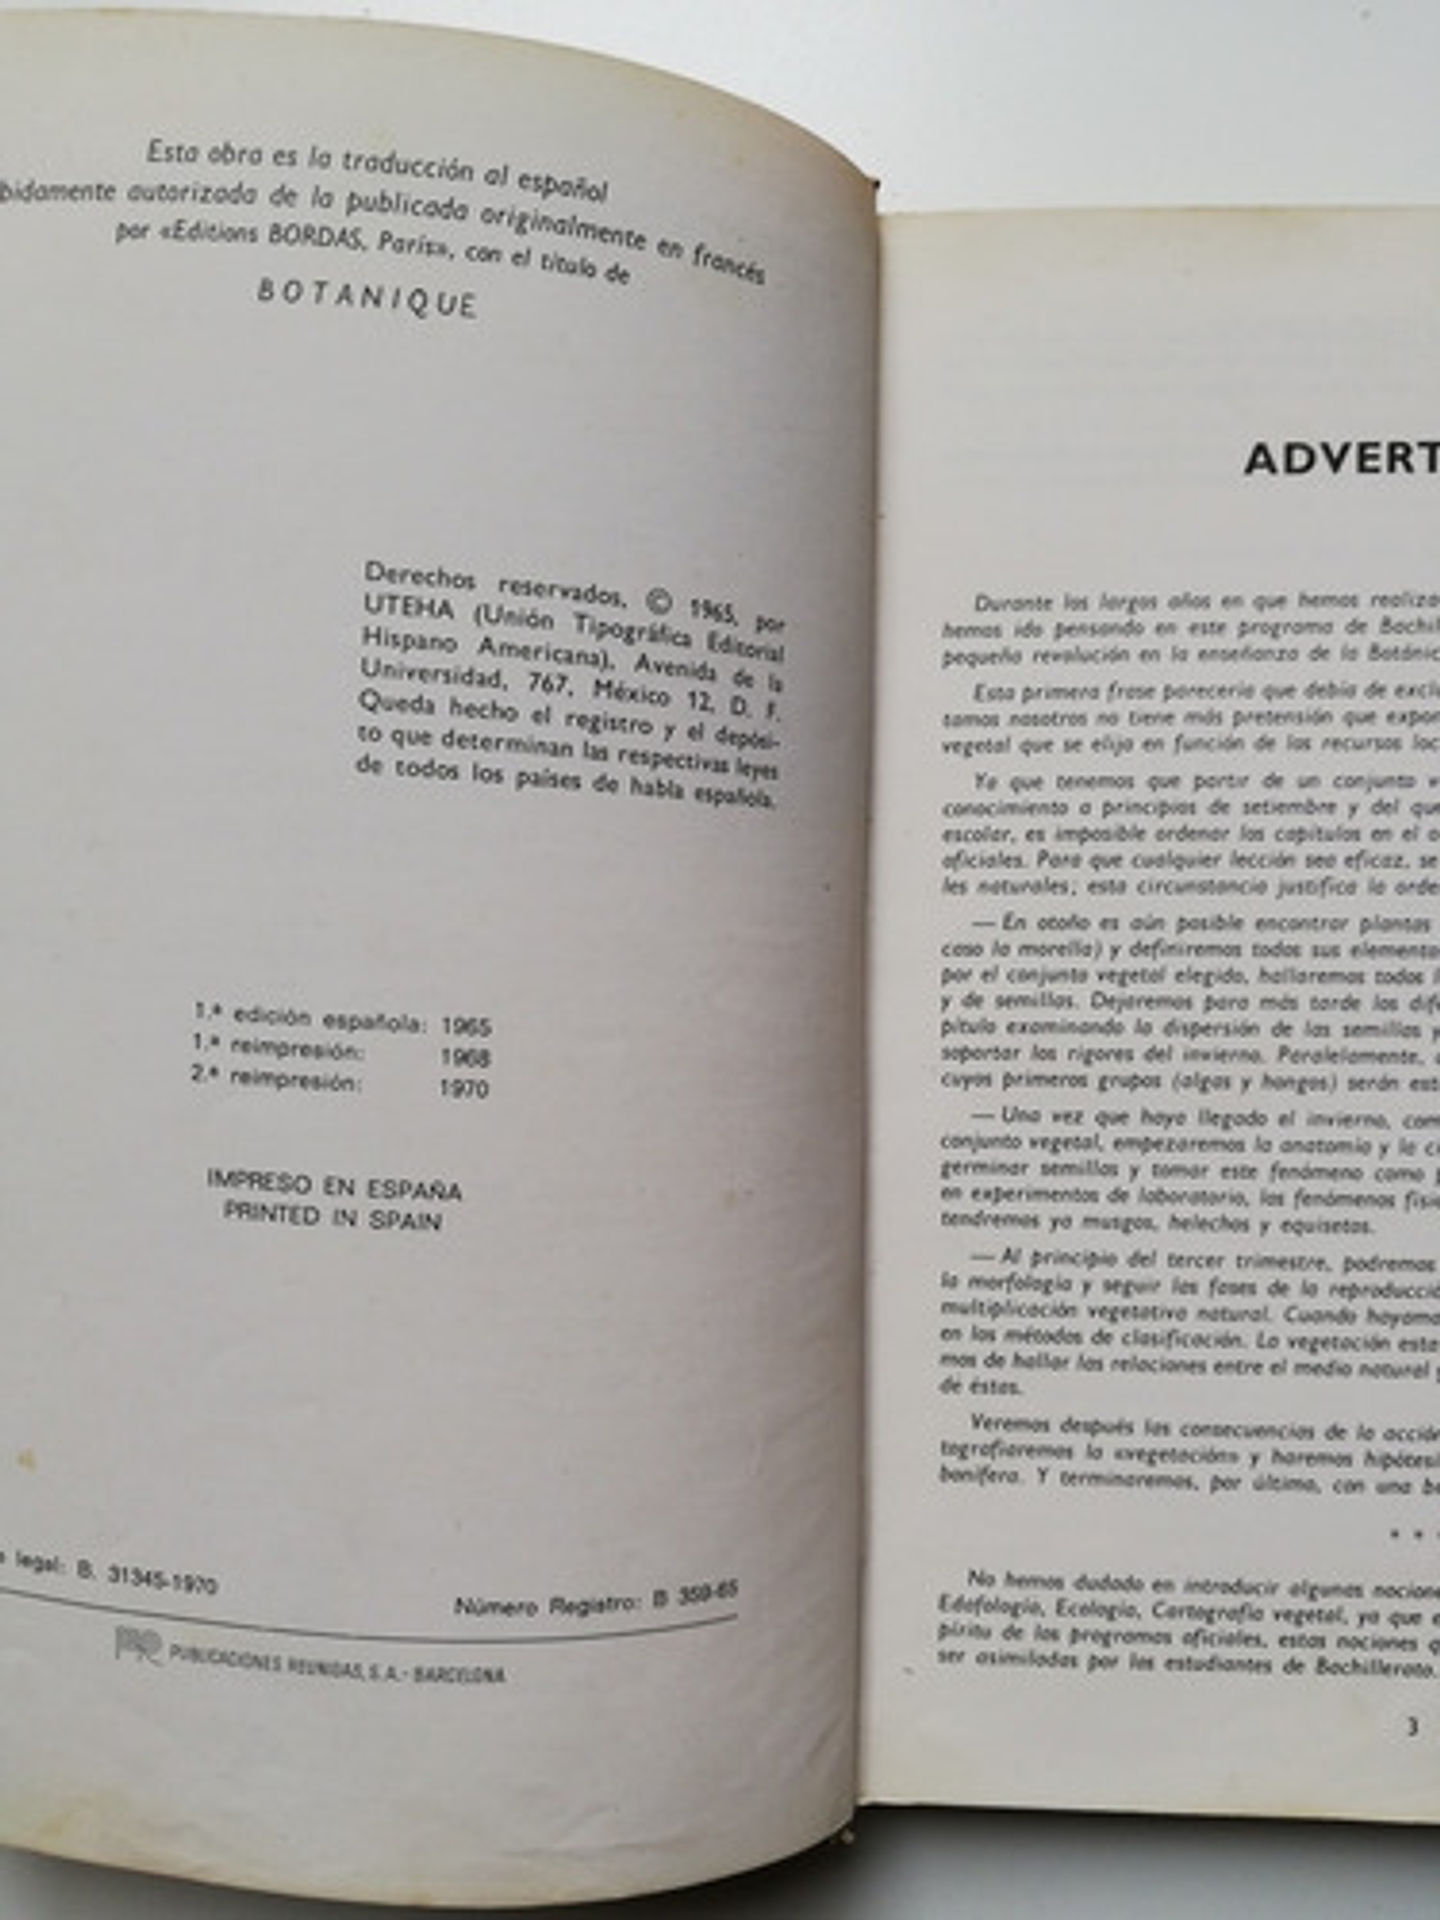 Esta obra es la traducción al español
bidamente autorizada de la publicada originalmente en francés
por «Editions BORDAS, París», con el título de
BOTANIQUE
Derechos reservados, © 1965, por
UTEHA (Unión Tipográfica Editorial
Hispano Americana), Avenida de la
Universidad, 767, México 12, D. F.
Queda hecho el registro y el depósi-
to que determinan las respectivas leyes
de todos los países de habla española.
1.ª edición española: 1965
1.ª reimpresión: 1968
2.ª reimpresión: 1970
IMPRESO EN ESPAÑA
PRINTED IN SPAIN
legal: B. 31345-1970
Número Registro: B 359-65
PR PUBLICACIONES REUNIDAS, S.A. - BARCELONA
ADVERT
Durante los largos años en que hemos realiza
hemos ido pensando en este programa de Bachil
pequeña revolución en la enseñanza de la Botánic
Esta primera frase parecería que debía de exclu
tamos nosotros no tiene más pretensión que expon
vegetal que se elija en función de los recursos loc
Ya que tenemos que partir de un conjunto v
conocimiento a principios de setiembre y del que
escolar, es imposible ordenar los capítulos en el o
oficiales. Para que cualquier lección sea eficaz, se
les naturales; esta circunstancia justifica la orde
— En otoño es aún posible encontrar plantas
caso la morella) y definiremos todos sus elemento
por el conjunto vegetal elegido, hallaremos todos l
y de semillas. Dejaremos para más tarde las dife
pítulo examinando la dispersión de las semillas y
soportar los rigores del invierno. Paralelamente,
cuyos primeros grupos (algas y hongos) serán est
— Una vez que haya llegado el invierno, com
conjunto vegetal, empezaremos la anatomía y la c
germinar semillas y tomar este fenómeno como p
en experimentos de laboratorio, los fenómenos fisi
tendremos ya musgos, helechos y equisetos.
— Al principio del tercer trimestre, podremos
la morfología y seguir las fases de la reproducció
multiplicación vegetativa natural. Cuando hayamo
en los métodos de clasificación. La vegetación esta
mos de hallar las relaciones entre el medio natural y
de éstas.
Veremos después las consecuencias de la acción
tografiaremos la «vegetación» y haremos hipótesi
bonífera. Y terminaremos, por último, con una b
* *
No hemos dudado en introducir algunas nocione
Edafología, Ecología, Cartografía vegetal, ya que e
píritu de los programas oficiales, estas nociones q
ser asimiladas por los estudiantes de Bachillerato.
3